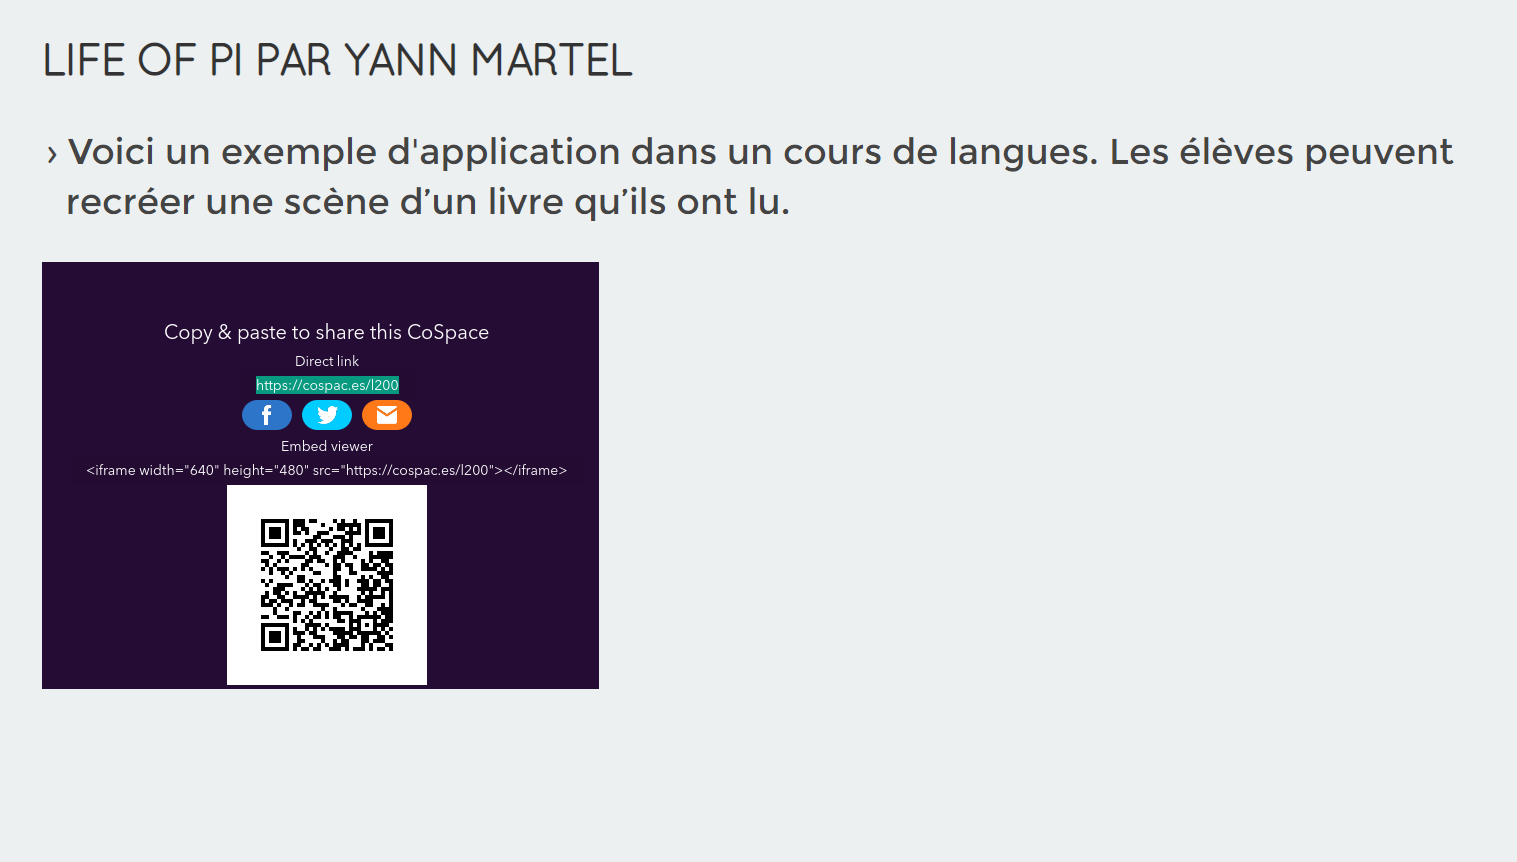 LIFE OF PI PAR YANN MARTEL
› Voici un exemple d'application dans un cours de langues. Les élèves peuvent
recréer une scène d’un livre qu’ils ont lu.
Copy & paste to share this CoSpace
Direct link
https://cospac.es/l200
Embed viewer
<iframe width="640" height="480" src="https://cospac.es/l200"></iframe>